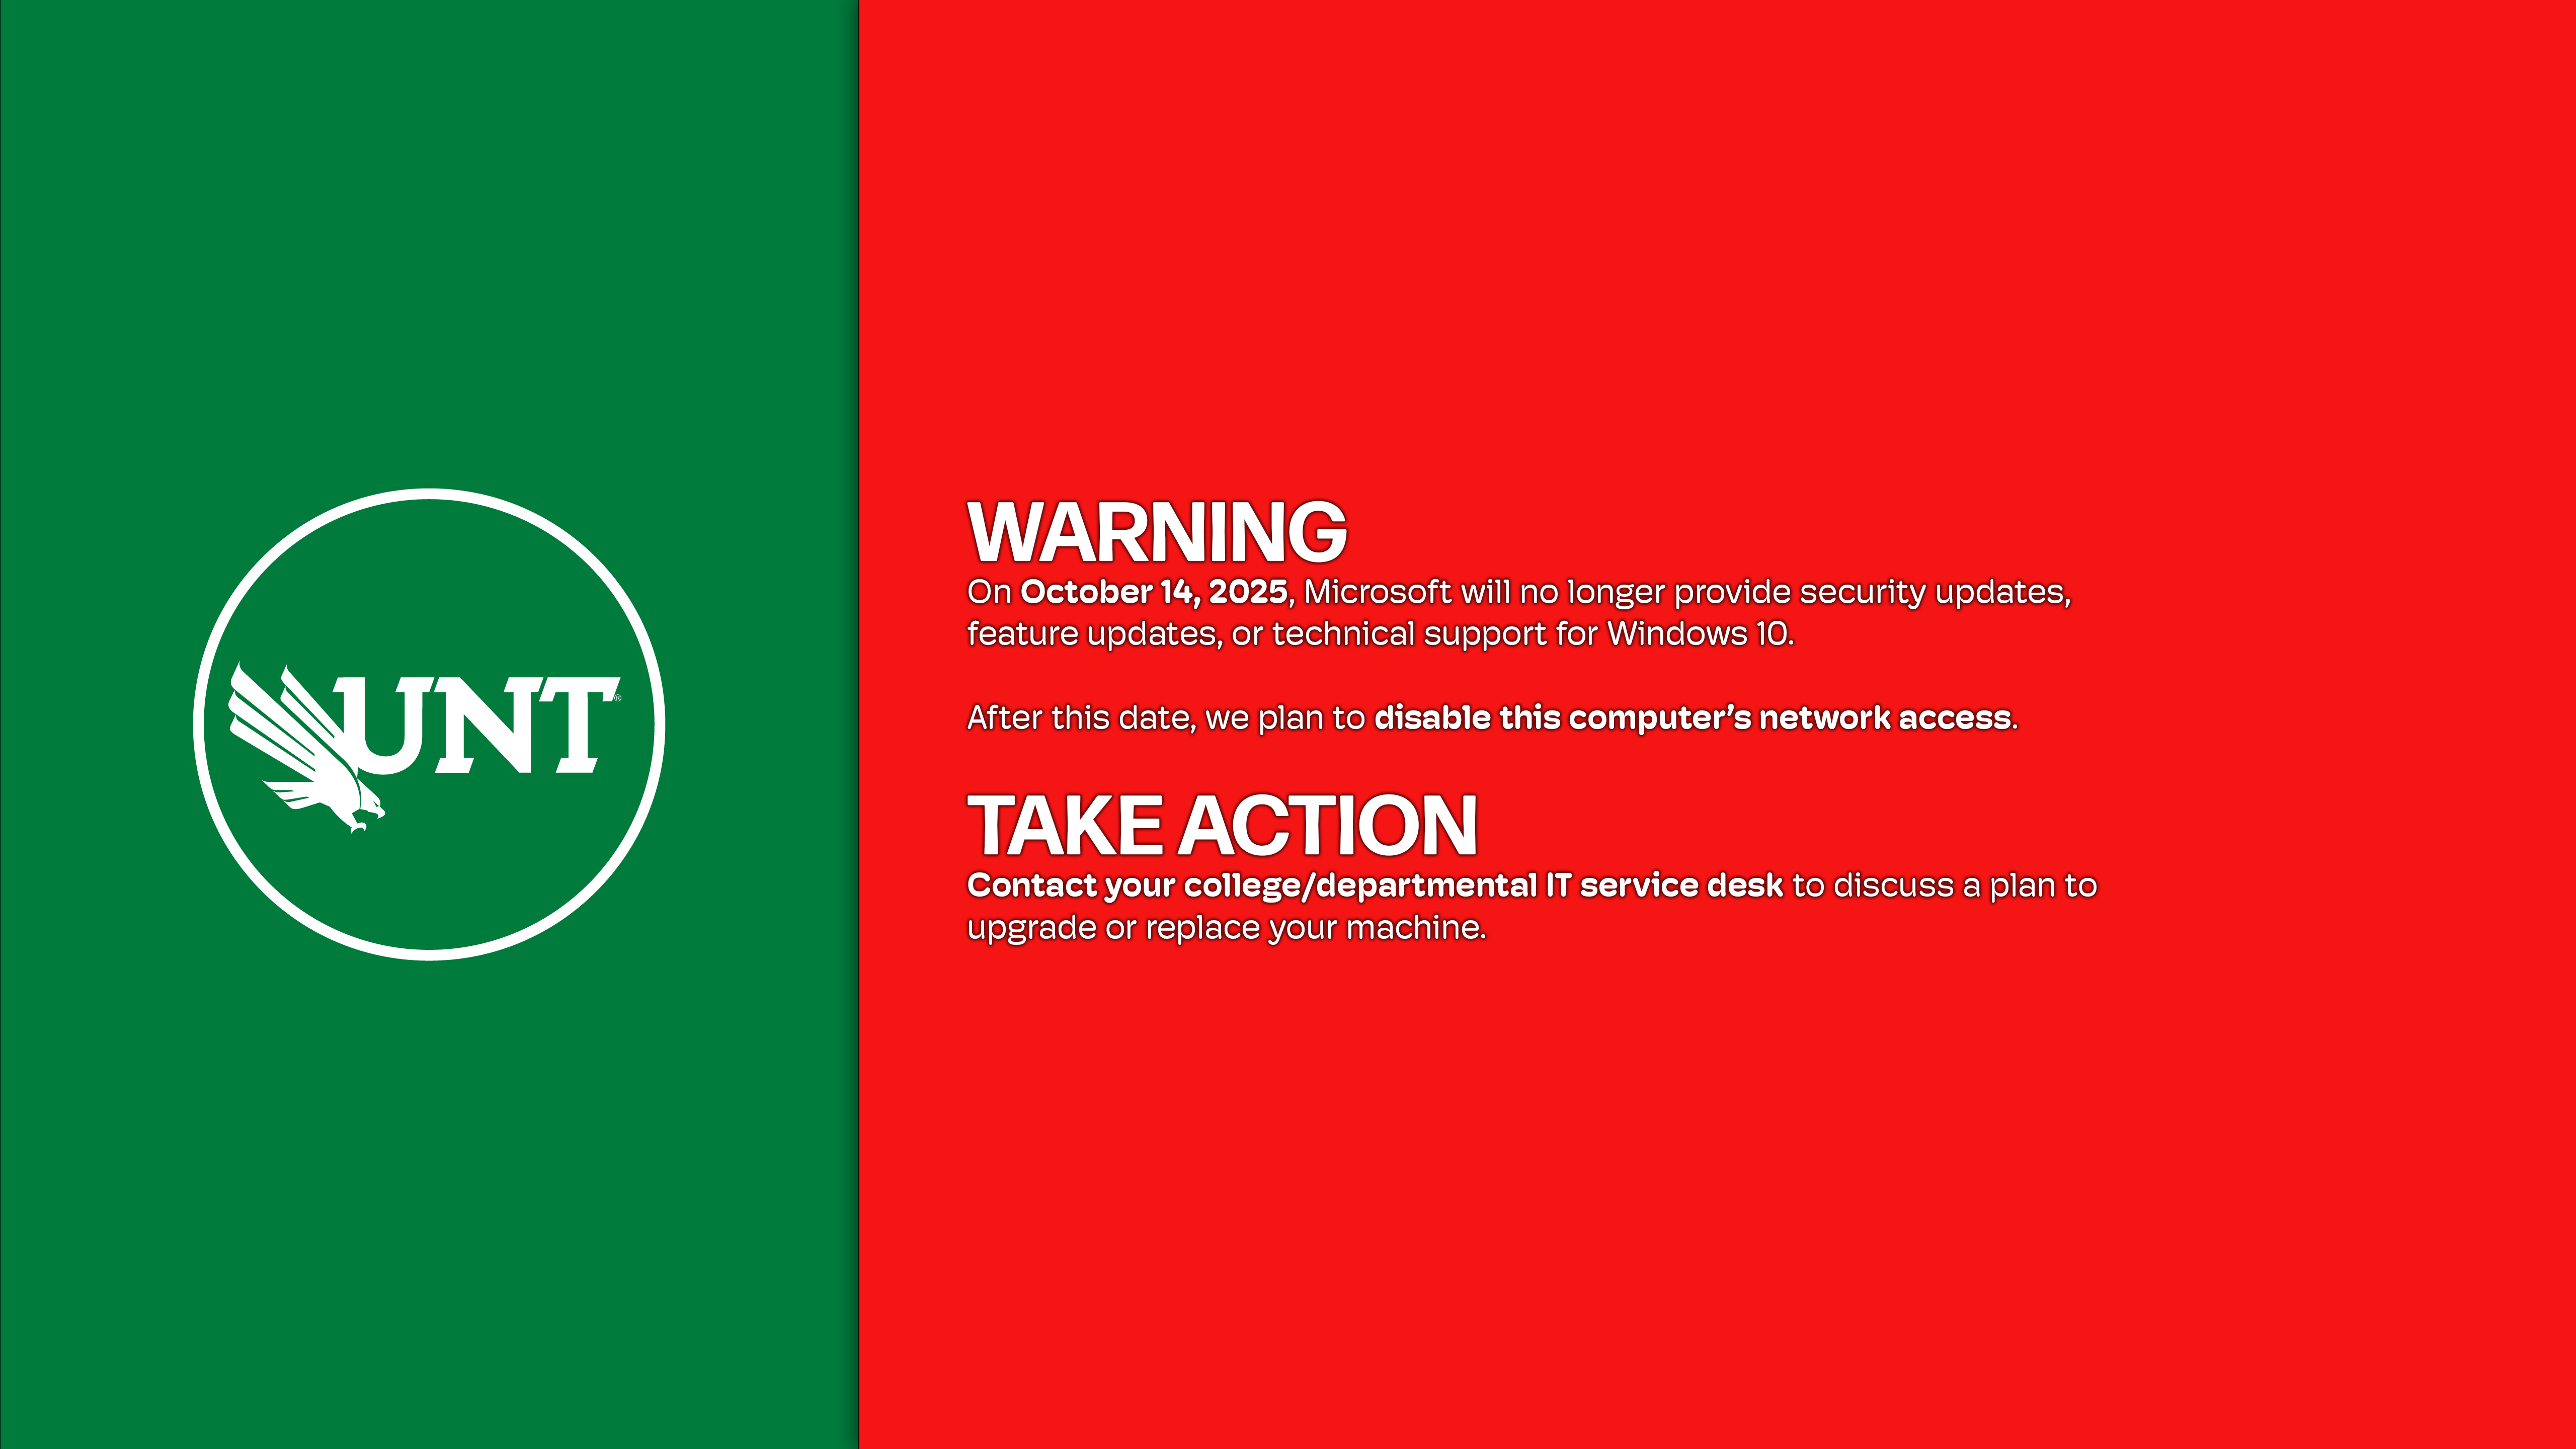 UNT®
WARNING
On October 14, 2025, Microsoft will no longer provide security updates,
feature updates, or technical support for Windows 10.
After this date, we plan to disable this computer’s network access.
TAKE ACTION
Contact your college/departmental IT service desk to discuss a plan to
upgrade or replace your machine.